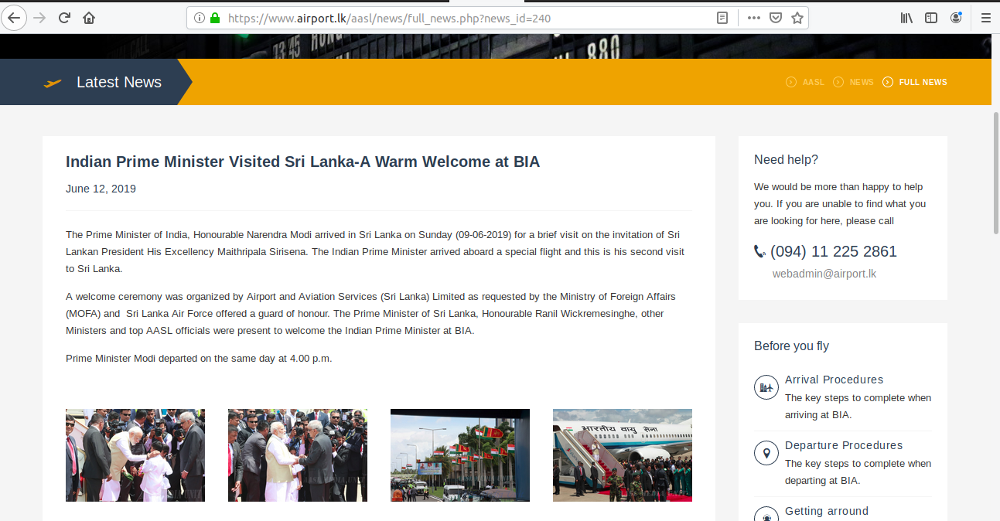 https://www.airport.lk/aasl/news/full_news.php?news_id=240
13:45
880
Latest News
AASL NEWS FULL NEWS
Indian Prime Minister Visited Sri Lanka-A Warm Welcome at BIA
June 12, 2019
The Prime Minister of India, Honourable Narendra Modi arrived in Sri Lanka on Sunday (09-06-2019) for a brief visit on the invitation of Sri
Lankan President His Excellency Maithripala Sirisena. The Indian Prime Minister arrived aboard a special flight and this is his second visit
to Sri Lanka.
A welcome ceremony was organized by Airport and Aviation Services (Sri Lanka) Limited as requested by the Ministry of Foreign Affairs
(MOFA) and  Sri Lanka Air Force offered a guard of honour. The Prime Minister of Sri Lanka, Honourable Ranil Wickremesinghe, other
Ministers and top AASL officials were present to welcome the Indian Prime Minister at BIA.
Prime Minister Modi departed on the same day at 4.00 p.m.
भारतीय वायु सेना
Need help?
We would be more than happy to help
you. If you are unable to find what you
are looking for here, please call
(094) 11 225 2861
webadmin@airport.lk
Before you fly
Arrival Procedures
The key steps to complete when
arriving at BIA.
Departure Procedures
The key steps to complete when
departing at BIA.
Getting arround